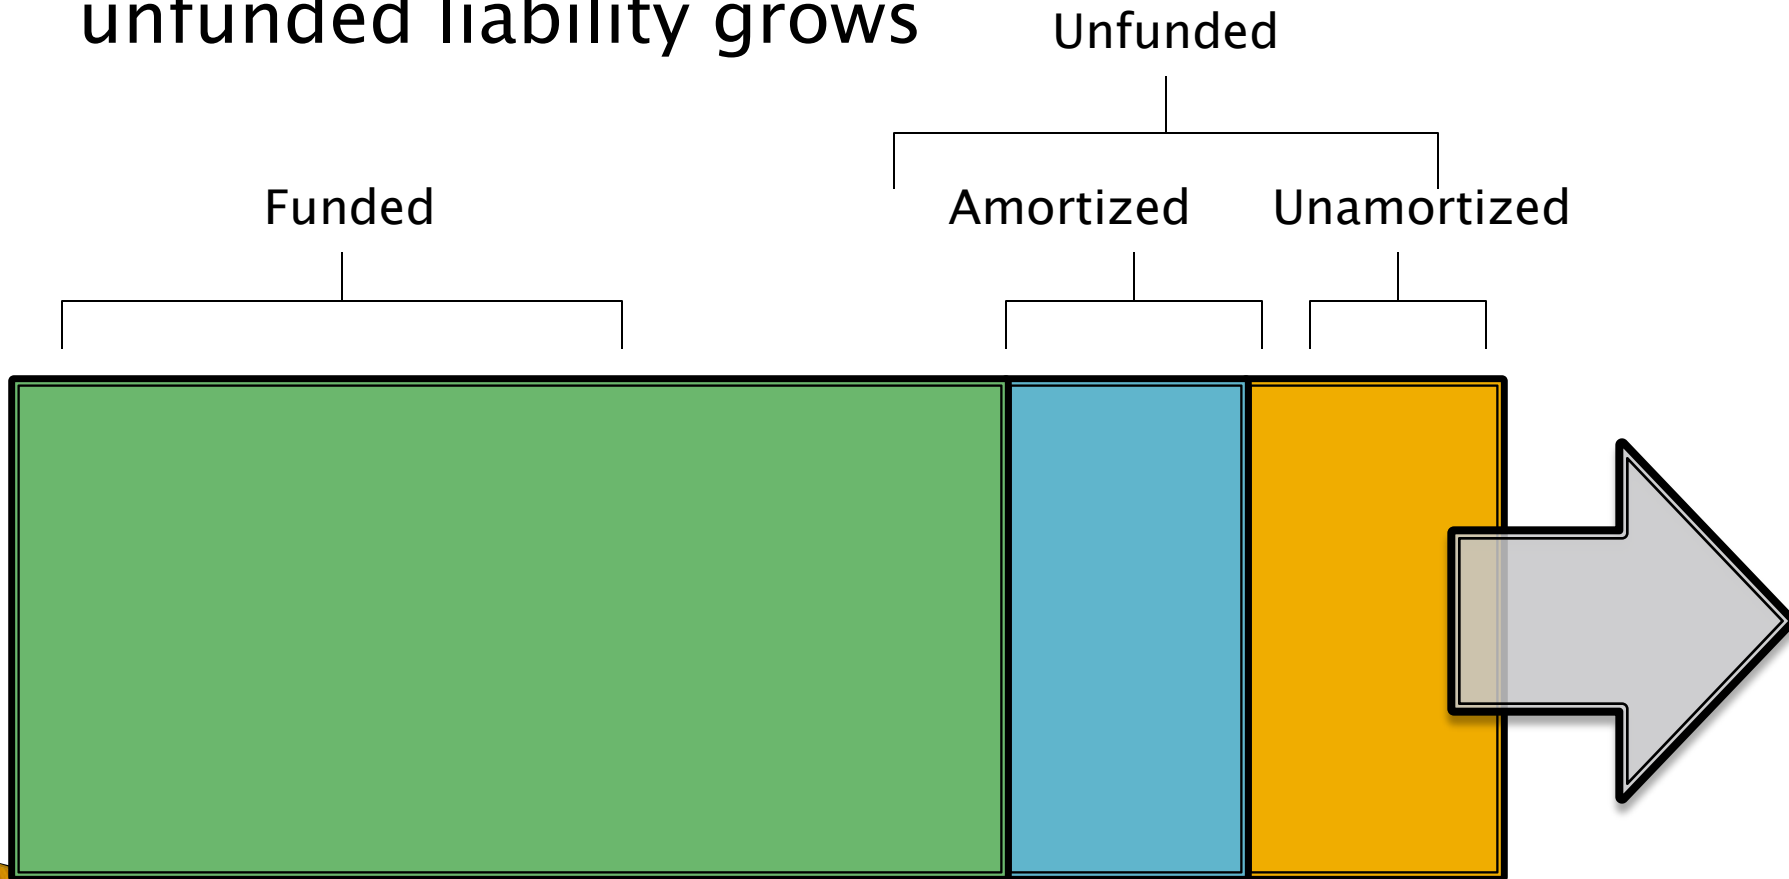 unfunded liability grows
Unfunded
Funded
Amortized
Unamortized